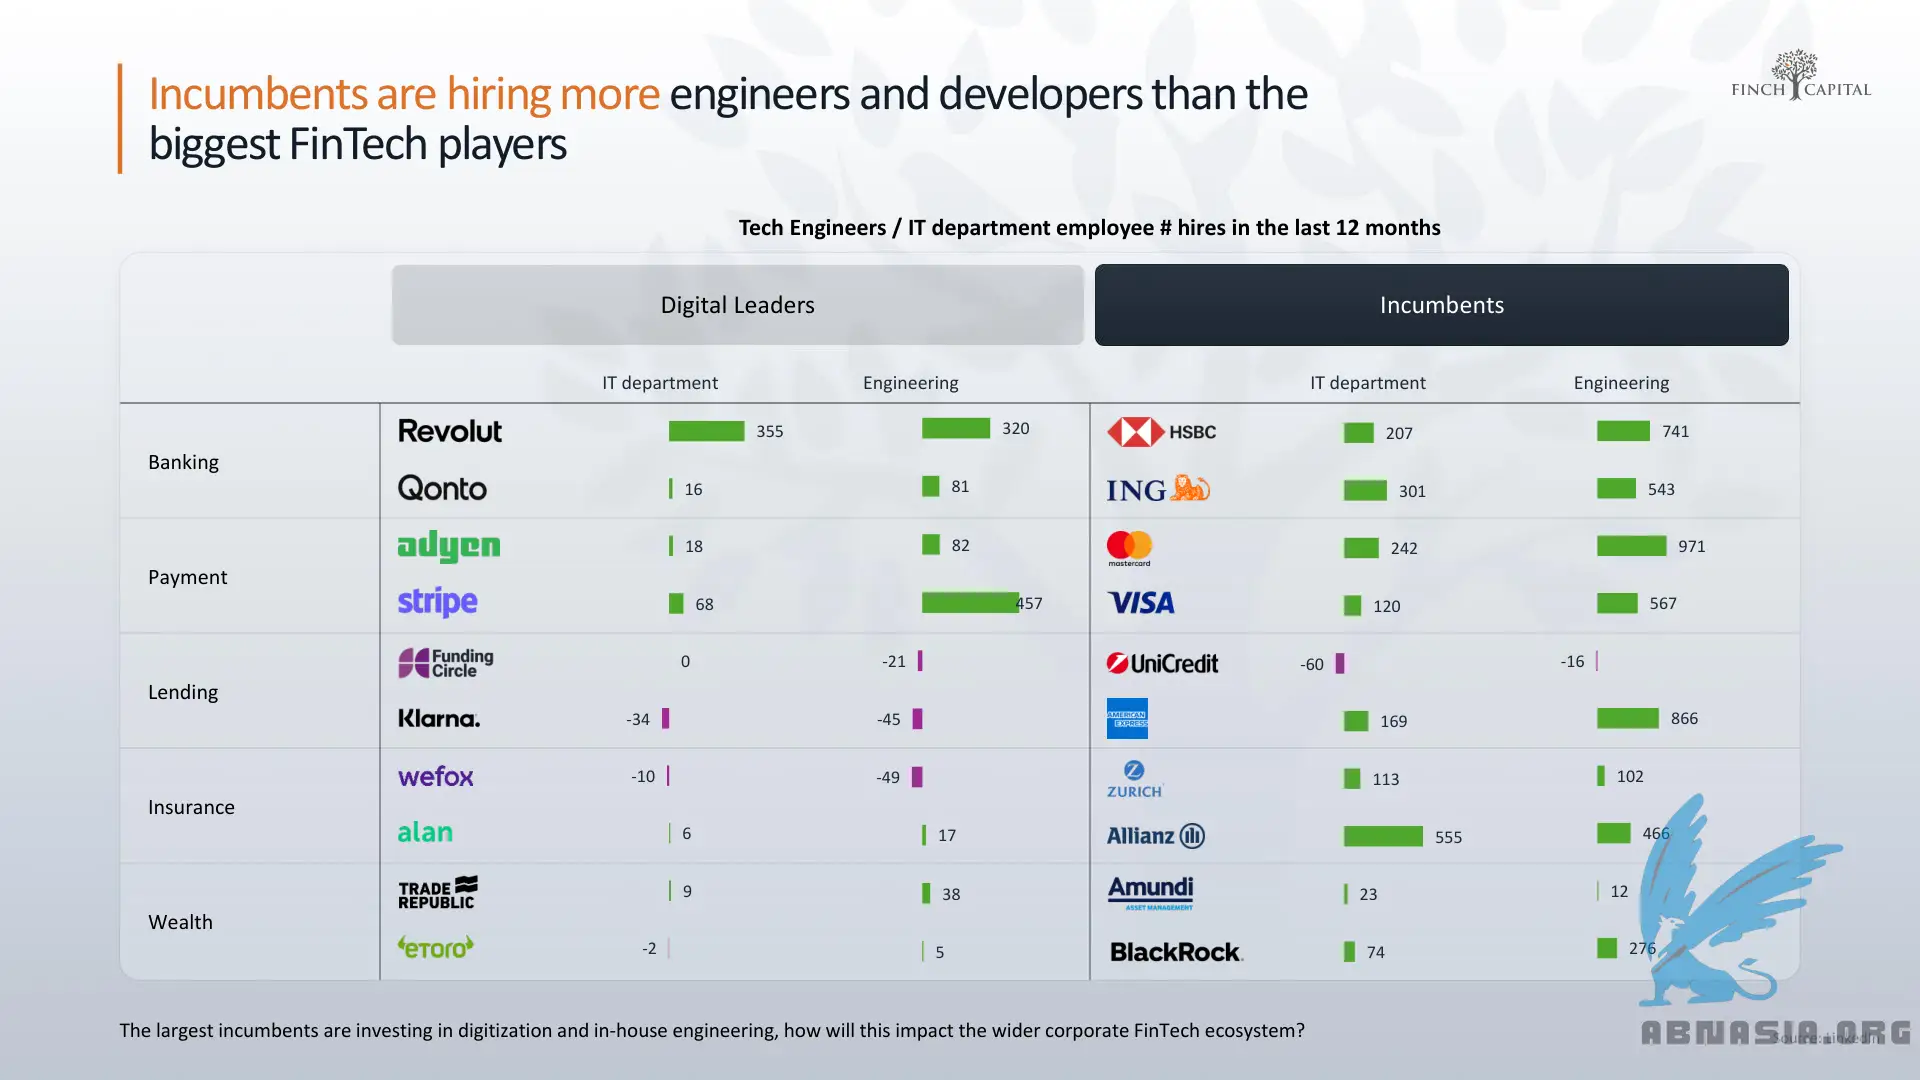 Incumbents are hiring more engineers and developers than the
biggest FinTech players
FINCH CAPITAL
Tech Engineers / IT department employee # hires in the last 12 months
Digital Leaders
Incumbents
IT department Engineering IT department Engineering
Banking
Revolut 355 320 HSBC 207 741
Qonto 16 81 ING 301 543
Payment
adyen 18 82 mastercard 242 971
stripe 68 457 VISA 120 567
Lending
Funding Circle 0 -21 UniCredit -60 -16
Klarna. -34 -45 AMERICAN EXPRESS 169 866
Insurance
wefox -10 -49 ZURICH 113 102
alan 6 17 Allianz 555 466
Wealth
TRADE REPUBLIC 9 38 Amundi ASSET MANAGEMENT 23 12
eToro -2 5 BlackRock. 74 276
The largest incumbents are investing in digitization and in-house engineering, how will this impact the wider corporate FinTech ecosystem?
Source: LinkedIn
ABNASIA.ORG